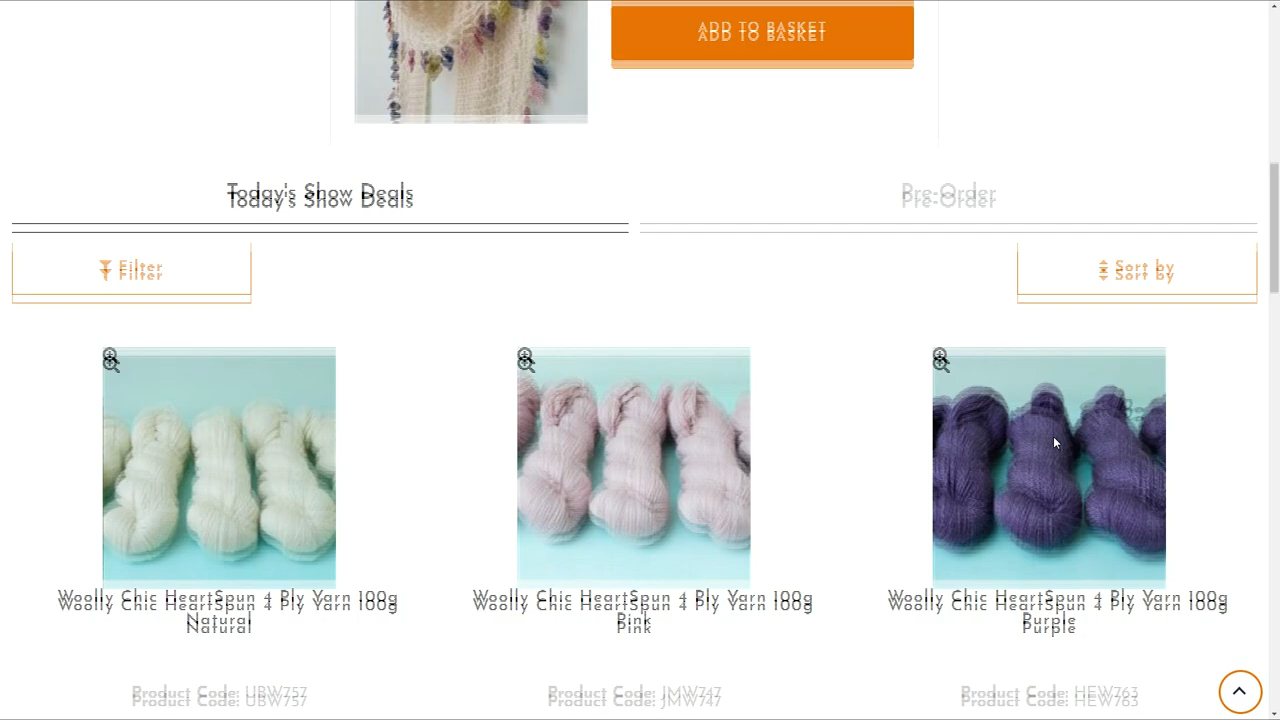 ADD TO BASKET
Today's Show Deals
Pre-Order
Filter
Sort by
Woolly Chic HeartSpun 4 Ply Yarn 100g
Natural
Woolly Chic HeartSpun 4 Ply Yarn 100g
Pink
Woolly Chic HeartSpun 4 Ply Yarn 100g
Purple
Product Code: UBW757
Product Code: JMW747
Product Code: HEW763